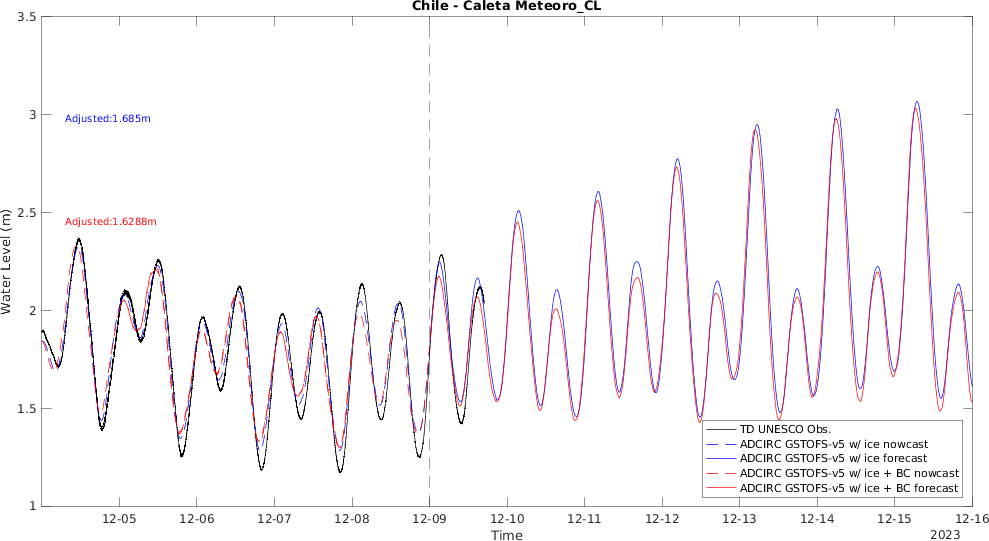 Chile - Caleta Meteoro_CL
3.5
3
2.5
2
1.5
1
Water Level (m)
Adjusted:1.685m
Adjusted:1.6288m
TD UNESCO Obs.
ADCIRC GSTOFS-v5 w/ ice nowcast
ADCIRC GSTOFS-v5 w/ ice forecast
ADCIRC GSTOFS-v5 w/ ice + BC nowcast
ADCIRC GSTOFS-v5 w/ ice + BC forecast
12-05 12-06 12-07 12-08 12-09 12-10 12-11 12-12 12-13 12-14 12-15 12-16
Time
2023